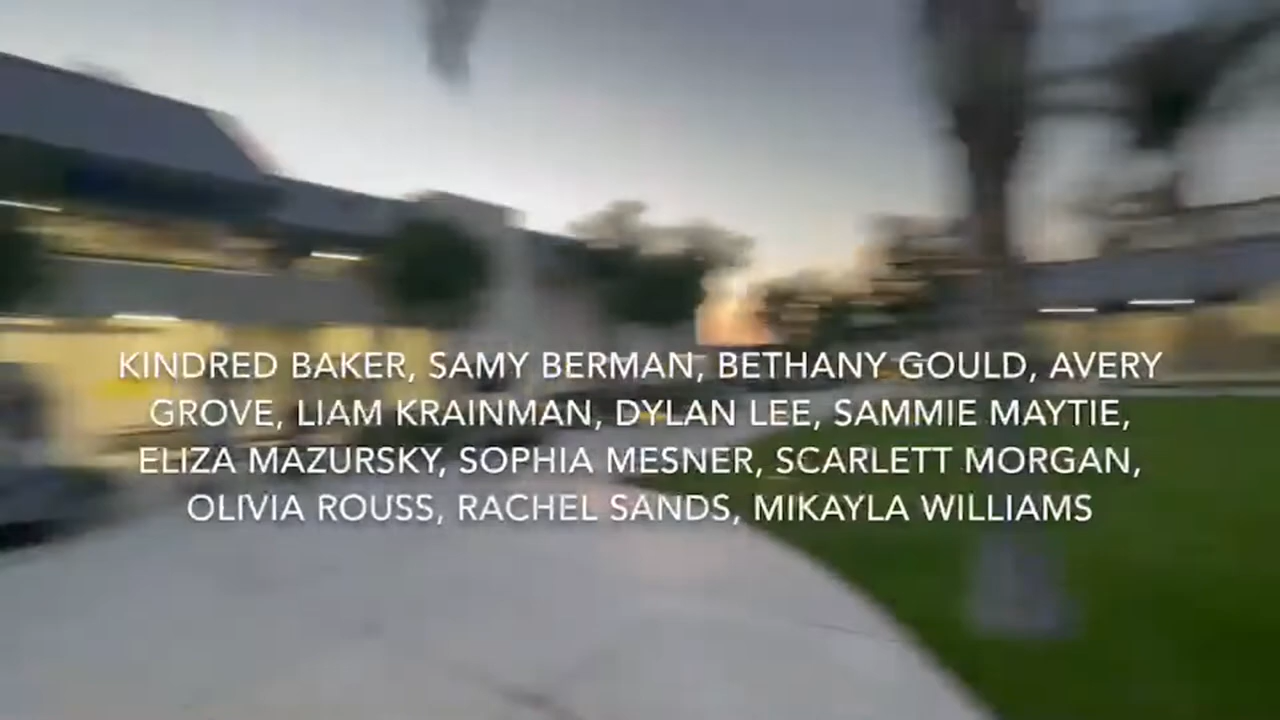 KINDRED BAKER, SAMY BERMAN, BETHANY GOULD, AVERY
GROVE, LIAM KRAINMAN, DYLAN LEE, SAMMIE MAYTIE,
ELIZA MAZURSKY, SOPHIA MESNER, SCARLETT MORGAN,
OLIVIA ROUSS, RACHEL SANDS, MIKAYLA WILLIAMS